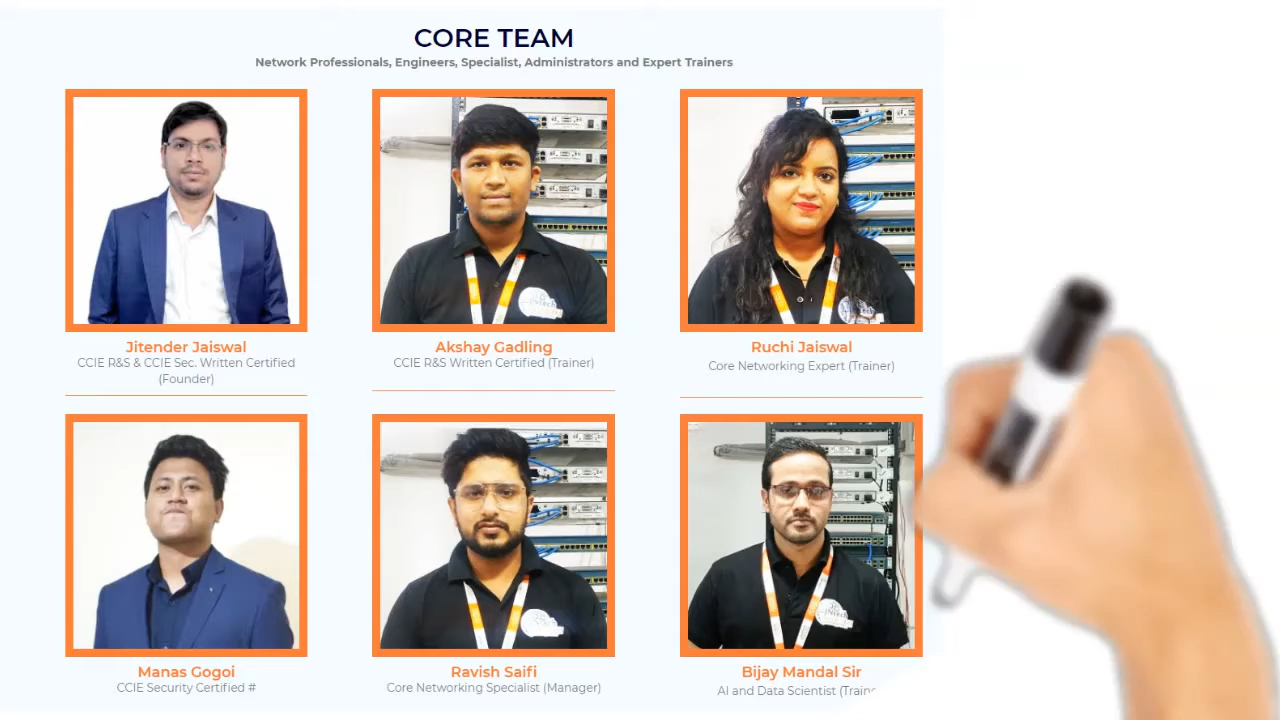 CORE TEAM
Network Professionals, Engineers, Specialist, Administrators and Expert Trainers
Jitender Jaiswal
CCIE R&S & CCIE Sec. Written Certified
(Founder)
Akshay Gadling
CCIE R&S Written Certified (Trainer)
Ruchi Jaiswal
Core Networking Expert (Trainer)
Manas Gogoi
CCIE Security Certified #
Ravish Saifi
Core Networking Specialist (Manager)
Bijay Mandal Sir
AI and Data Scientist